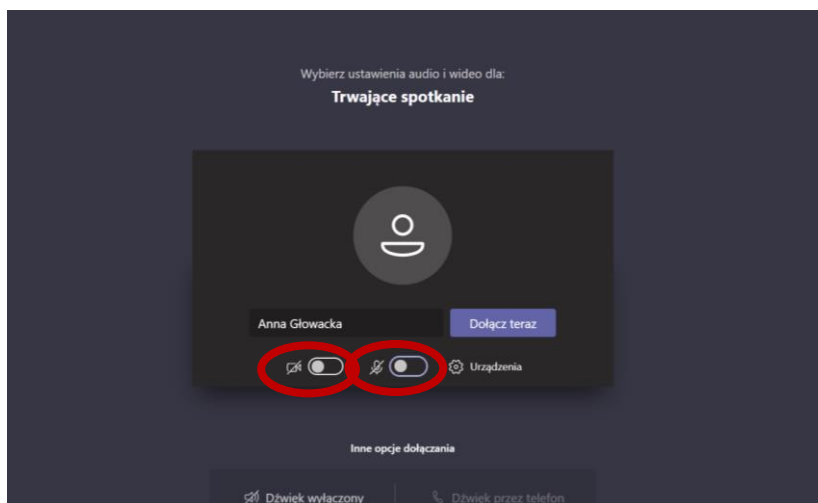 Wybierz ustawienia audio i wideo dla:
Trwające spotkanie
Anna Głowacka
Dołącz teraz
Urządzenia
Inne opcje dołączania
Dźwięk wyłączony
Dźwięk przez telefon